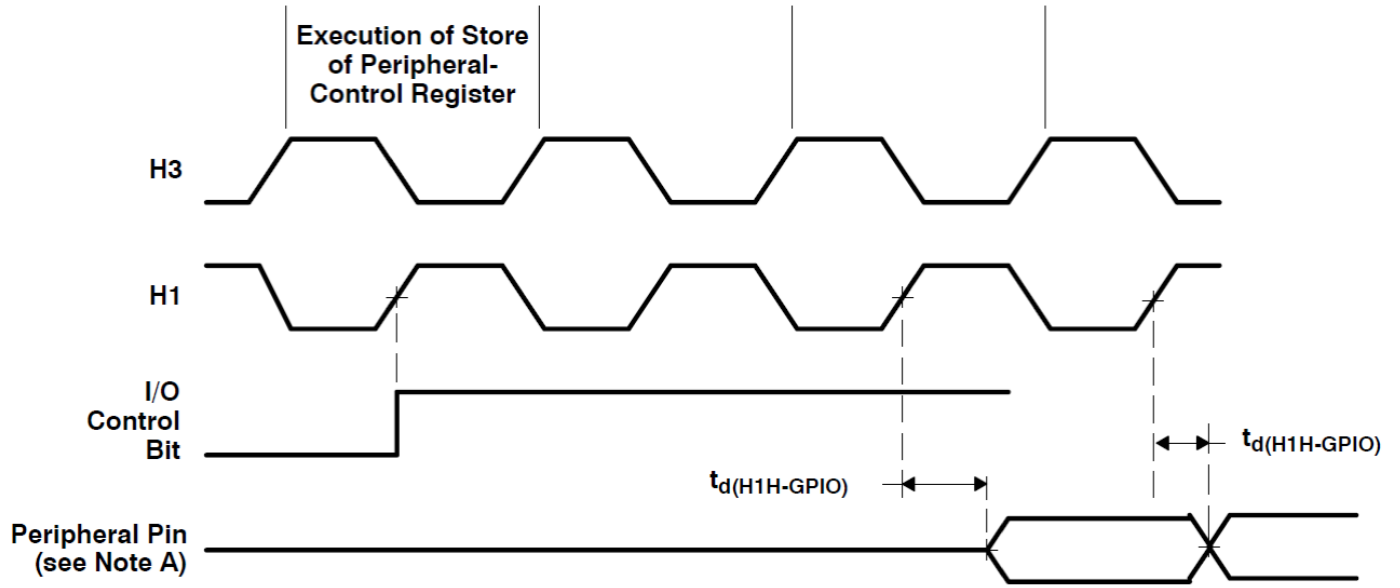 Execution of Store
of Peripheral-
Control Register
H3
H1
I/O
Control
Bit
td(H1H-GPIO)
td(H1H-GPIO)
Peripheral Pin
(see Note A)